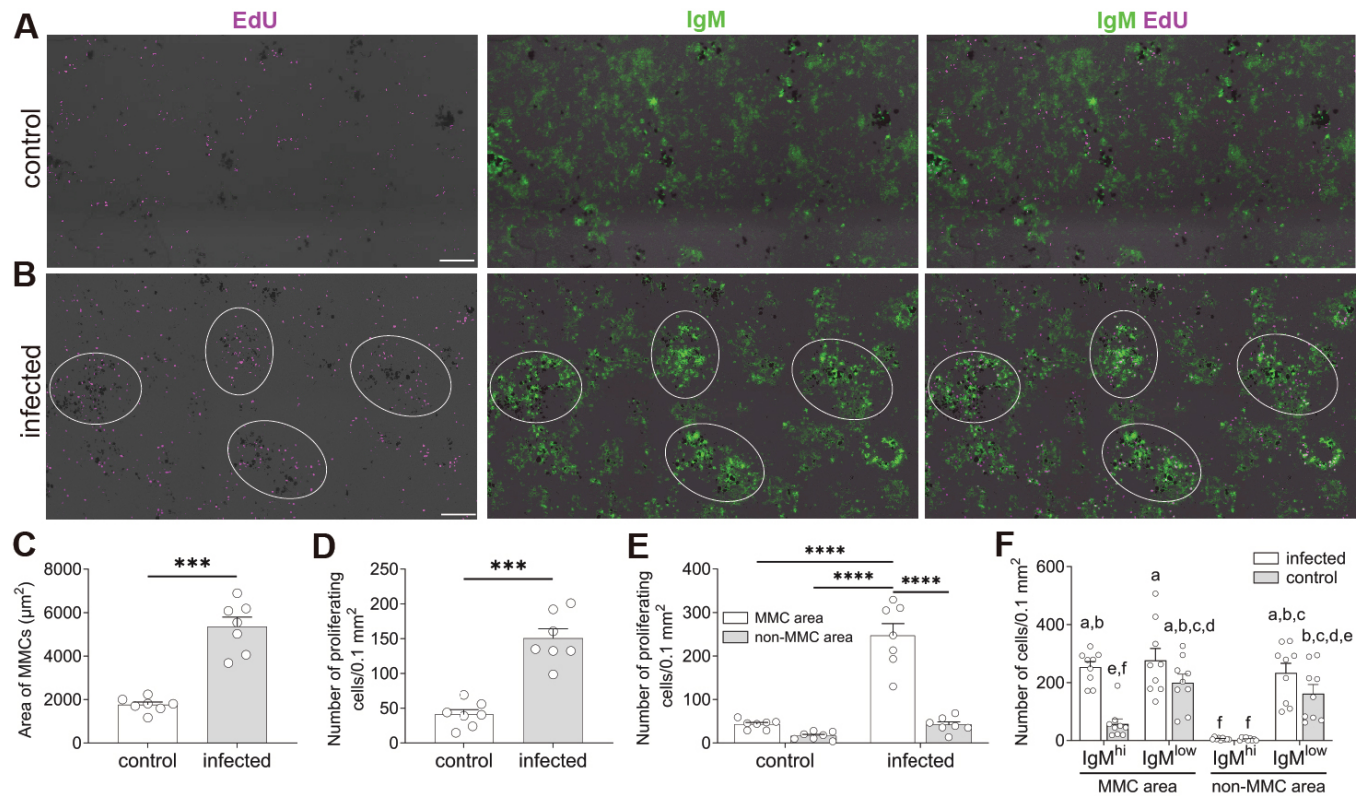 A
EdU
IgM
IgM EdU
control
B
infected
C
Area of MMCs (µm²)
8000
6000
4000
2000
0
***
control
infected
D
Number of proliferating
cells/0.1 mm²
250
200
150
100
50
0
***
control
infected
E
Number of proliferating
cells/0.1 mm²
400
300
200
100
0
****
**** ****
MMC area
non-MMC area
control
infected
F
Number of cells/0.1 mm²
600
400
200
0
infected
control
a,b
e,f
a
a,b,c,d
f
f
a,b,c
b,c,d,e
IgMhi IgMlow IgMhi IgMlow
MMC area non-MMC area